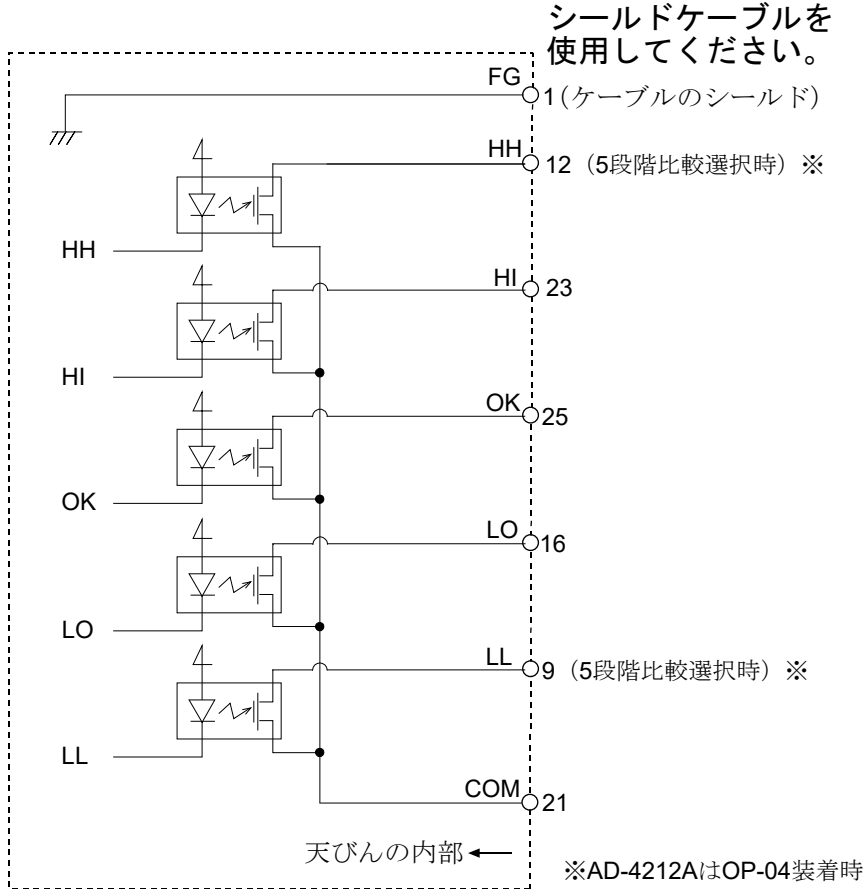 シールドケーブルを
使用してください。
FG
1(ケーブルのシールド)
HH
12（5段階比較選択時）※
HH
HI
23
HI
OK
25
OK
LO
16
LO
LL
9（5段階比較選択時）※
LL
COM
21
天びんの内部
※AD-4212AはOP-04装着時